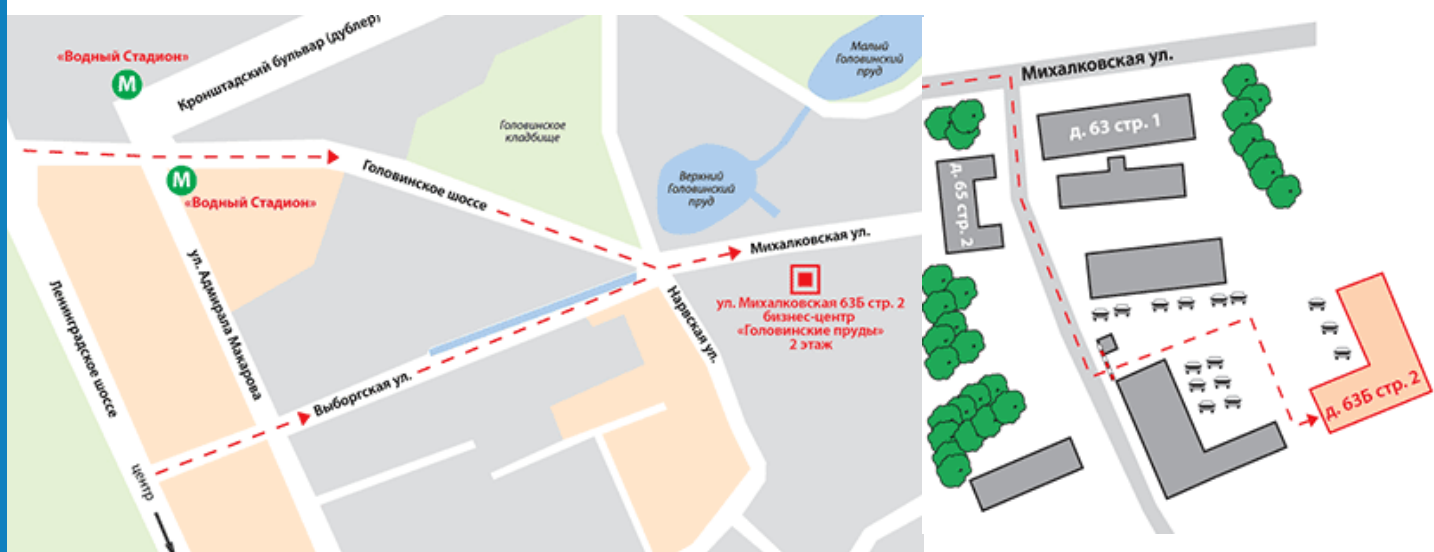 «Водный Стадион»
М
Кронштадский бульвар (дублер)
Малый
Головинский
пруд
Головинское
кладбище
Головинское шоссе
Верхний
Головинский
пруд
М
«Водный Стадион»
Михалковская ул.
ул. Адмирала Макарова
Ленинградское шоссе
ул. Михалковская 63Б стр. 2
бизнес-центр
«Головинские пруды»
2 этаж
Нарвская ул.
Выборгская ул.
центр
Михалковская ул.
д. 63 стр. 1
д. 65 стр. 2
д. 63Б стр. 2